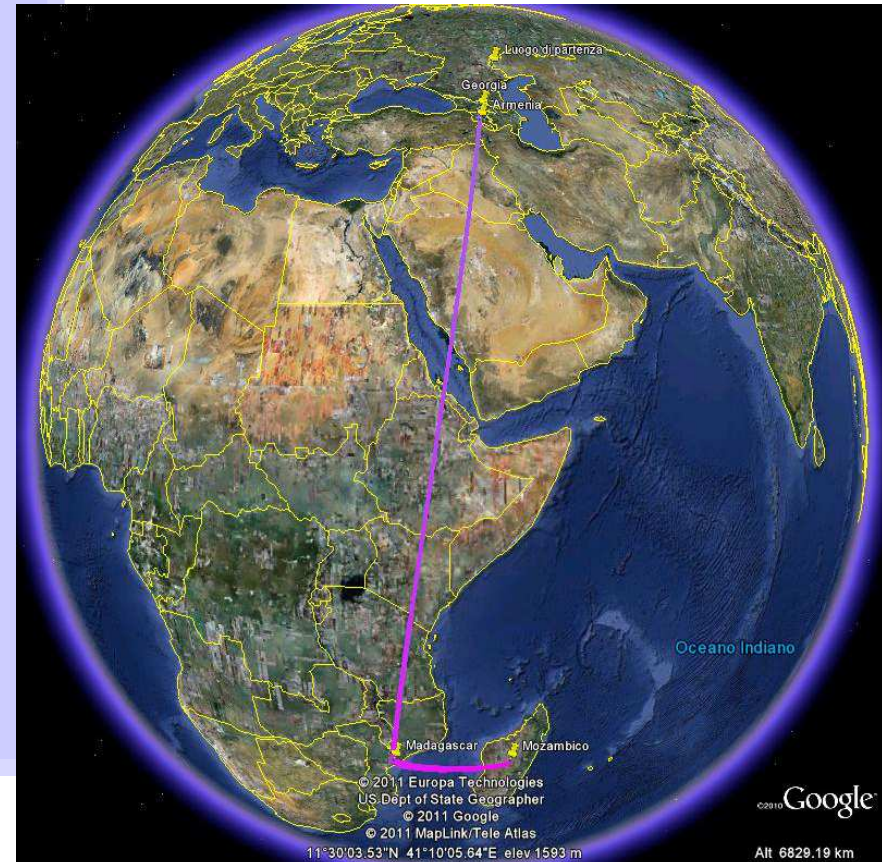 Luogo di partenza
Georgia
Armenia
Oceano Indiano
Madagascar
Mozambico
© 2011 Europa Technologies
US Dept of State Geographer
© 2011 Google
© 2011 MapLink/Tele Atlas
©2010 Google
11°30'03.53"N 41°10'05.64"E elev 1593 m
Alt 6829.19 km